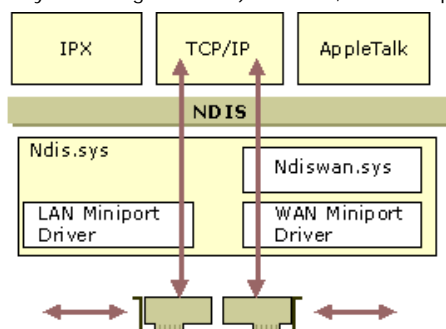 IPX
TCP/IP
AppleTalk
NDIS
Ndis.sys
Ndiswan.sys
LAN Miniport
Driver
WAN Miniport
Driver